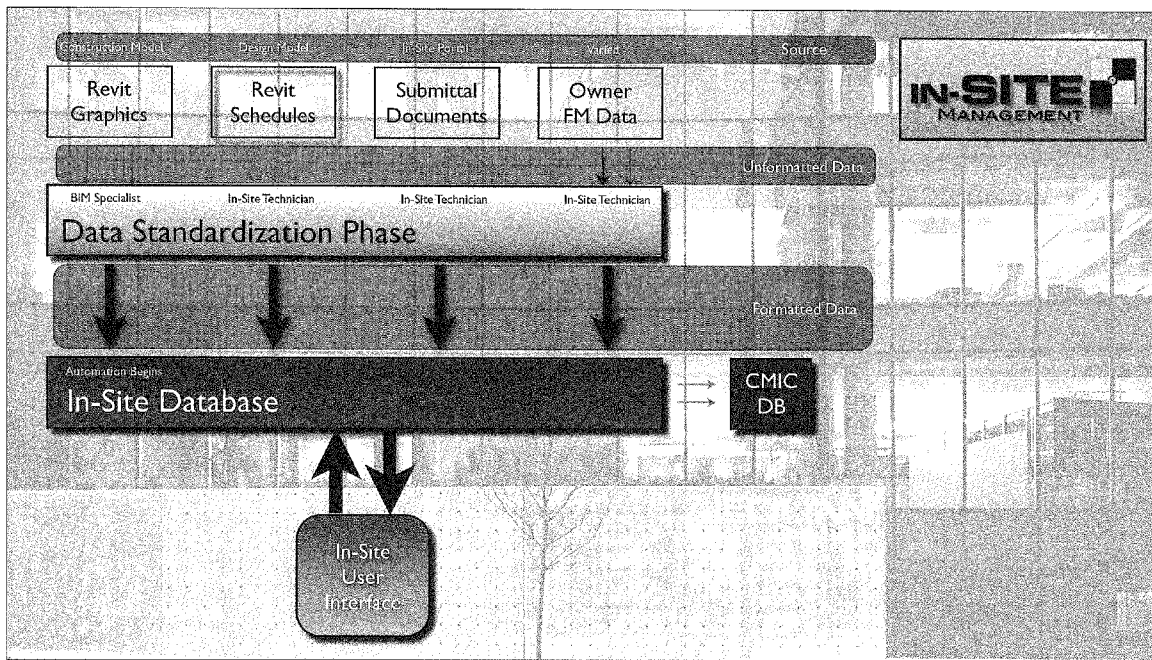 Construction Model
Design Model
In-Site Portal
Varied
Source
Revit
Graphics
Revit
Schedules
Submittal
Documents
Owner
FM Data
IN-SITE
MANAGEMENT
Unformatted Data
BIM Specialist
In-Site Technician
In-Site Technician
In-Site Technician
Data Standardization Phase
Formatted Data
Automation Begins
In-Site Database
CMIC
DB
In-Site
User
Interface